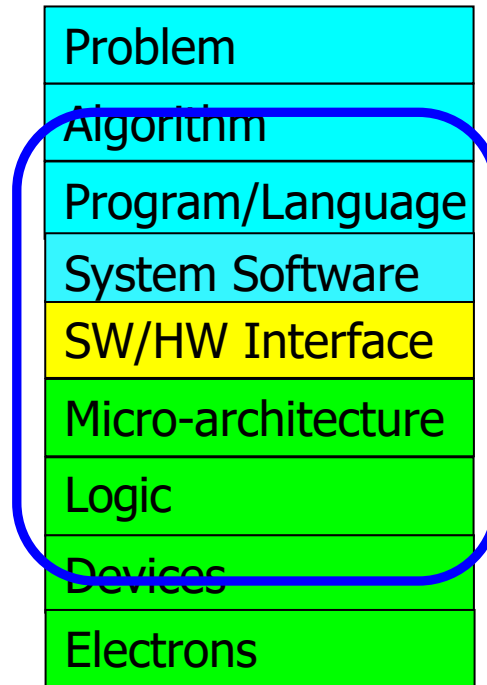 Problem
Algorithm
Program/Language
System Software
SW/HW Interface
Micro-architecture
Logic
Devices
Electrons